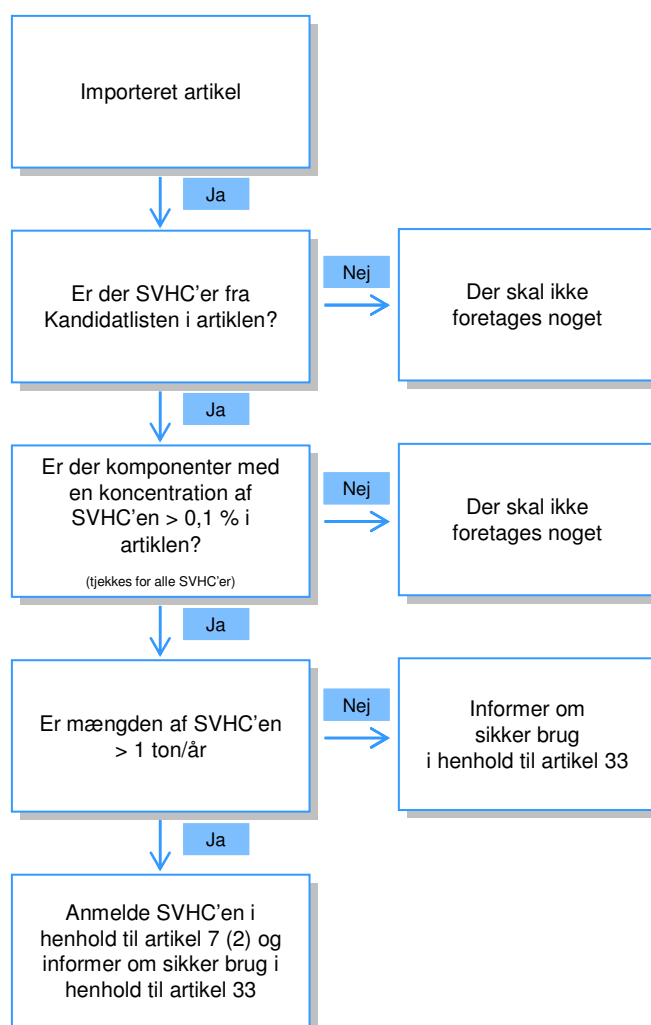 Importeret artikel
Ja
Er der SVHC'er fra
Kandidatlisten i artiklen?
Nej
Der skal ikke
foretages noget
Ja
Er der komponenter med
en koncentration af
SVHC'en > 0,1 % i
artiklen?
(tjekkes for alle SVHC'er)
Nej
Der skal ikke
foretages noget
Ja
Er mængden af SVHC'en
> 1 ton/år
Nej
Informer om
sikker brug
i henhold til artikel 33
Ja
Anmelde SVHC'en i
henhold til artikel 7 (2) og
informer om sikker brug i
henhold til artikel 33